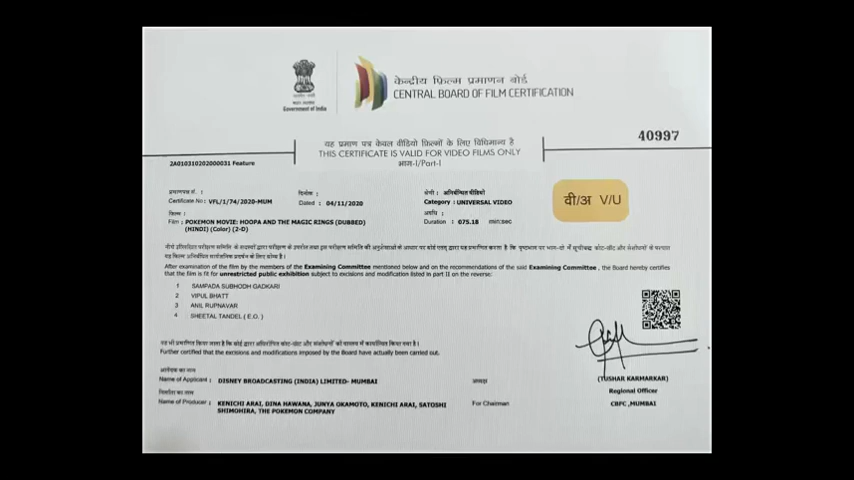 केन्द्रीय फ़िल्म प्रमाणन बोर्ड
CENTRAL BOARD OF FILM CERTIFICATION
Government of India
40997
यह प्रमाण पत्र केवल वीडियो फ़िल्मों के लिए विधिमान्य है
THIS CERTIFICATE IS VALID FOR VIDEO FILMS ONLY
भाग-I/Part-I
2A010310202000031 Feature
प्रमाणपत्र सं. :
दिनांक :
श्रेणी : अनिर्बन्धित वीडियो
Certificate No : VFL/1/74/2020-MUM
Dated : 04/11/2020
Category : UNIVERSAL VIDEO
वी/अ V/U
फिल्म :
अवधि :
Film : POKEMON MOVIE: HOOPA AND THE MAGIC RINGS (DUBBED)
(HINDI) (Color) (2-D)
Duration : 075.18 min:sec
After examination of the film by the members of the Examining Committee mentioned below and on the recommendations of the said Examining Committee, the Board hereby certifies
that the film is fit for unrestricted public exhibition subject to excisions and modification listed in part II on the reverse:
1 SAMPADA SUBHODH GADKARI
2 VIPUL BHATT
3 ANIL RUPNAVAR
4 SHEETAL TANDEL ( E.O. )
Further certified that the excisions and modifications imposed by the Board have actually been carried out.
आवेदक का नाम
Name of Applicant : DISNEY BROADCASTING (INDIA) LIMITED- MUMBAI
निर्माता का नाम
Name of Producer : KENICHI ARAI, DINA HAWANA, JUNYA OKAMOTO, KENICHI ARAI, SATOSHI
SHIMOHIRA, THE POKEMON COMPANY
अध्यक्ष
For Chairman
(TUSHAR KARMARKAR)
Regional Officer
CBFC ,MUMBAI